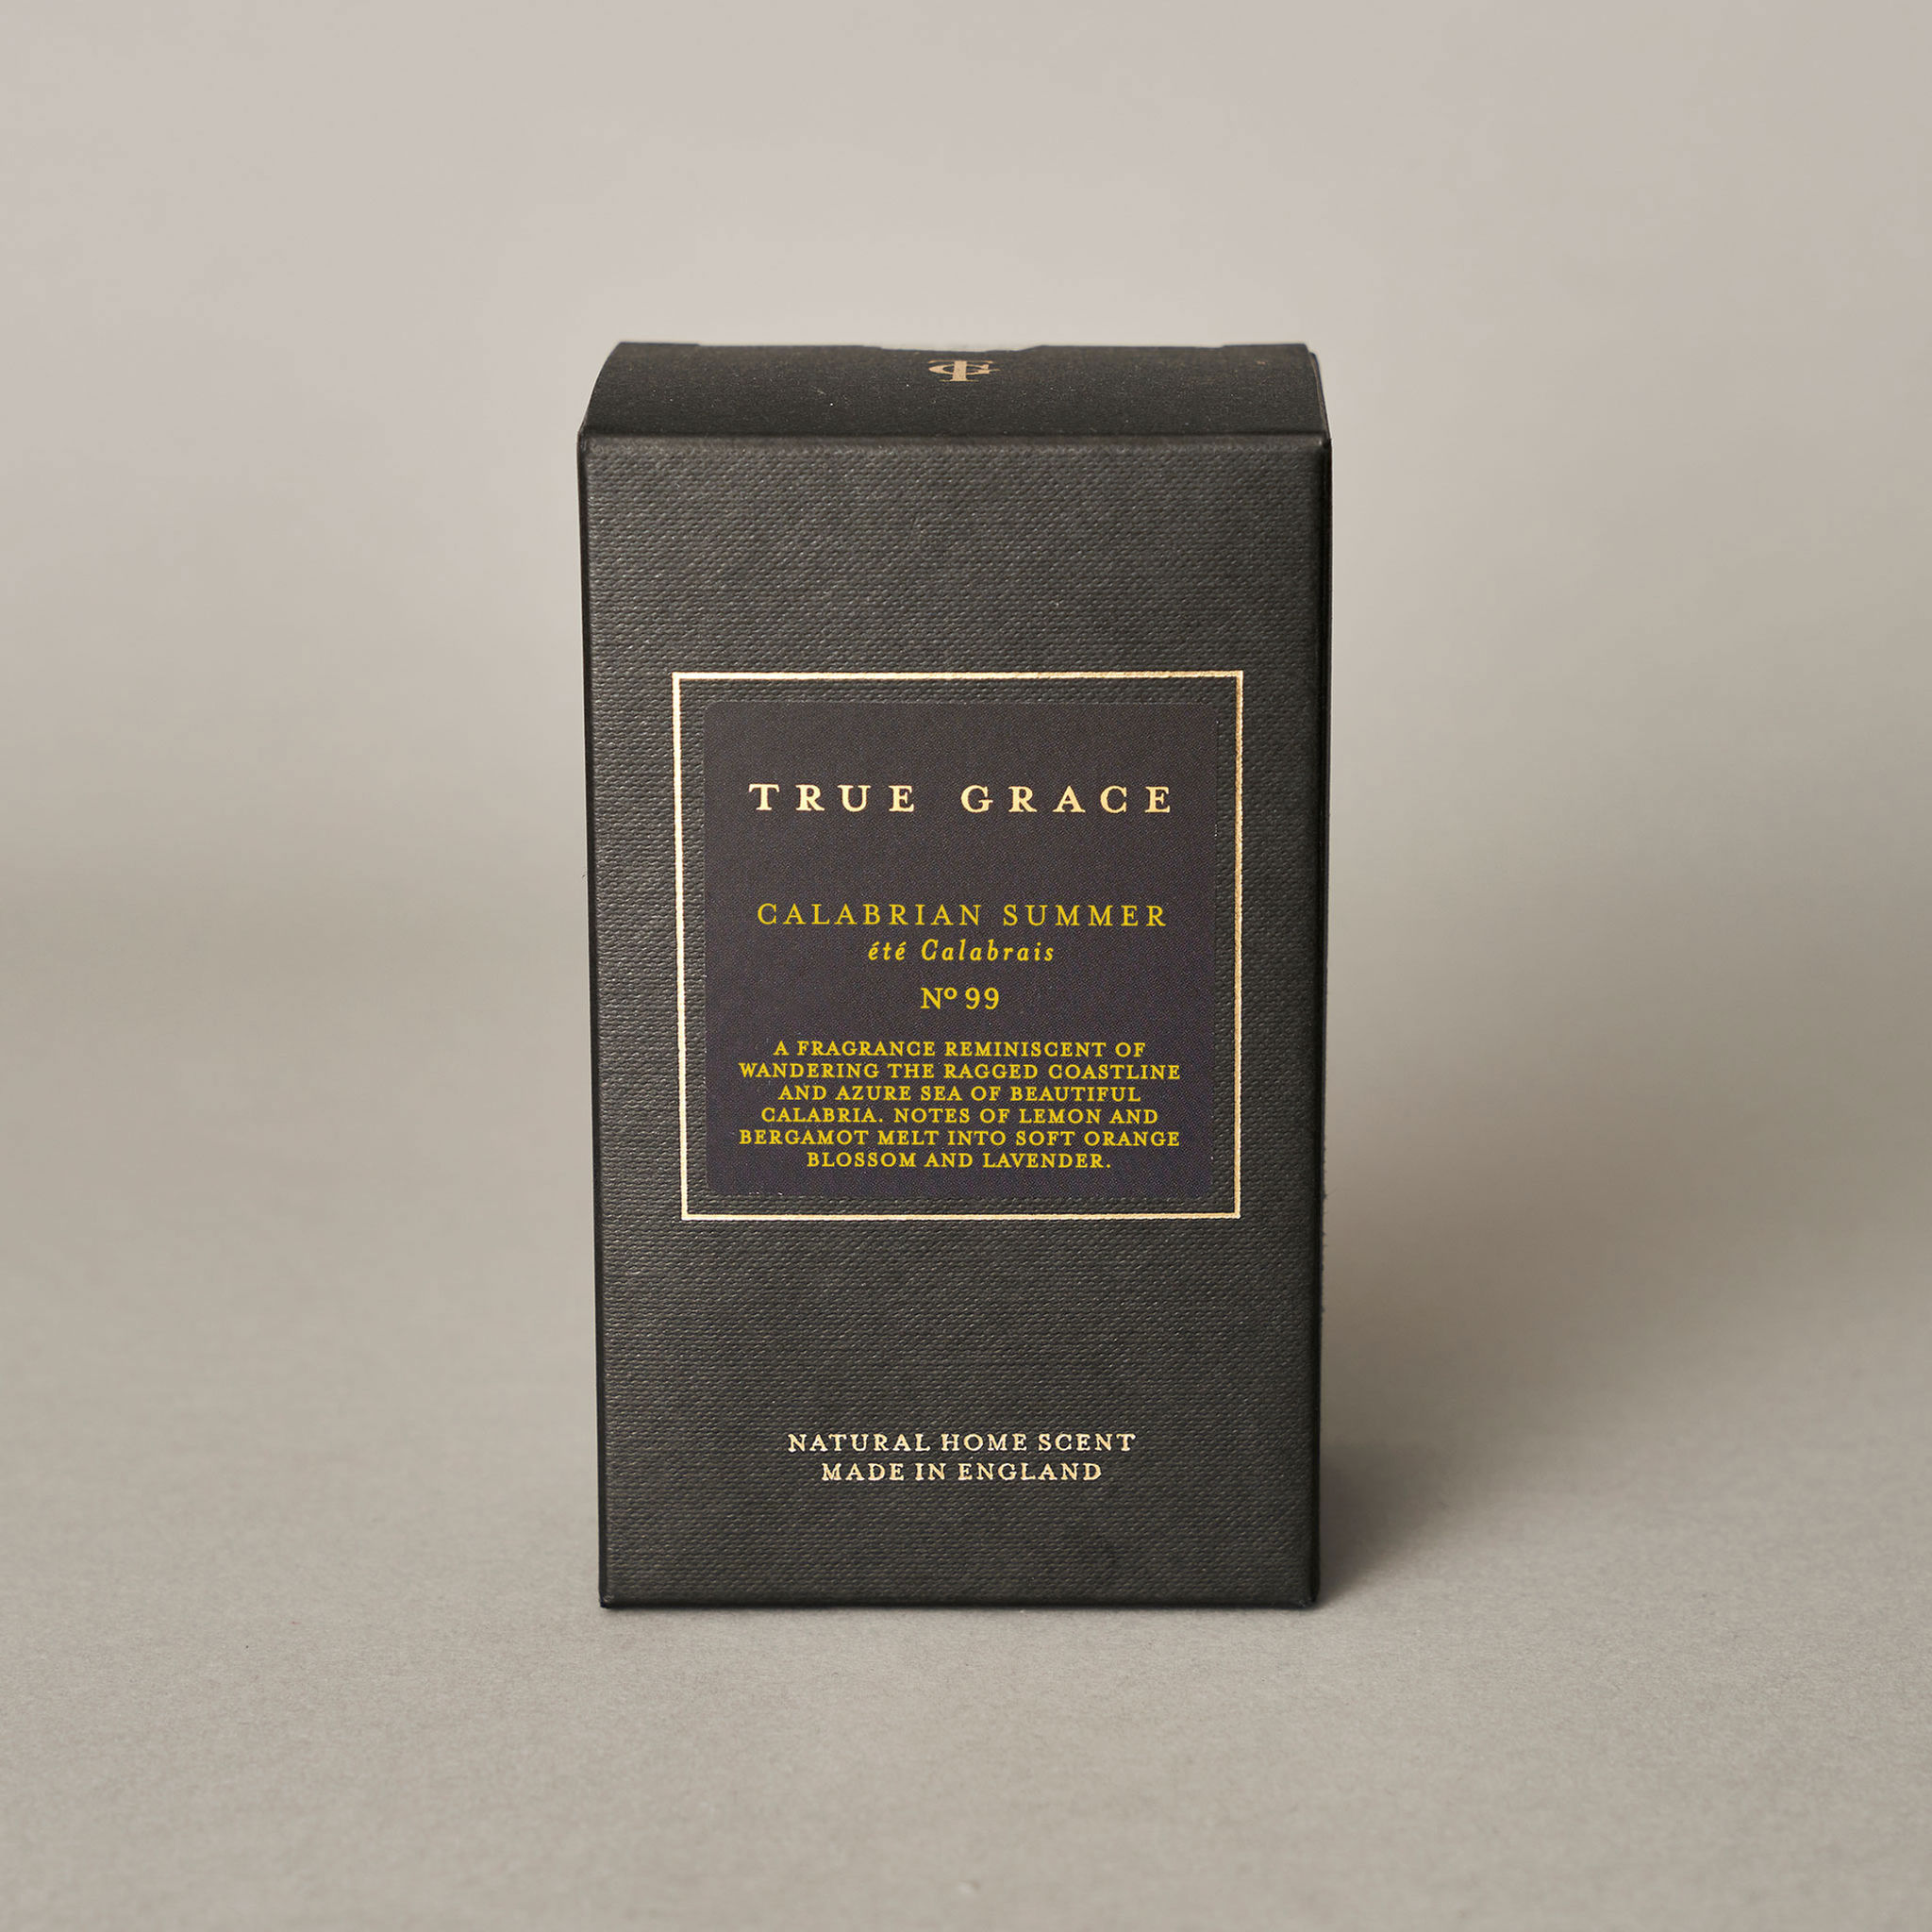 TG
TRUE GRACE
CALABRIAN SUMMER
été Calabrais
Nº 99
A FRAGRANCE REMINISCENT OF
WANDERING THE RAGGED COASTLINE
AND AZURE SEA OF BEAUTIFUL
CALABRIA. NOTES OF LEMON AND
BERGAMOT MELT INTO SOFT ORANGE
BLOSSOM AND LAVENDER.
NATURAL HOME SCENT
MADE IN ENGLAND